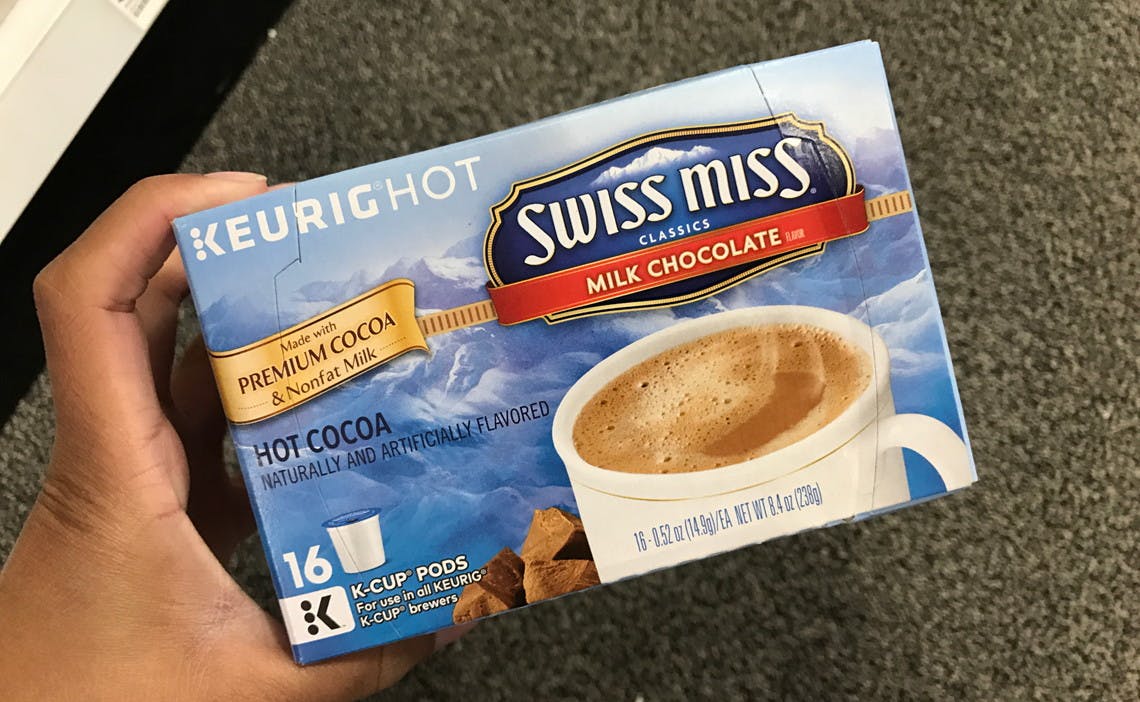 KEURIG® HOT
SWISS MISS®
CLASSICS
MILK CHOCOLATE FLAVOR
Made with
PREMIUM COCOA
& Nonfat Milk
HOT COCOA
NATURALLY AND ARTIFICIALLY FLAVORED
16 - 0.52 oz (14.9g)/EA NET WT 8.4 oz (238g)
16
K-CUP® PODS
For use in all KEURIG®
K-CUP® brewers
K